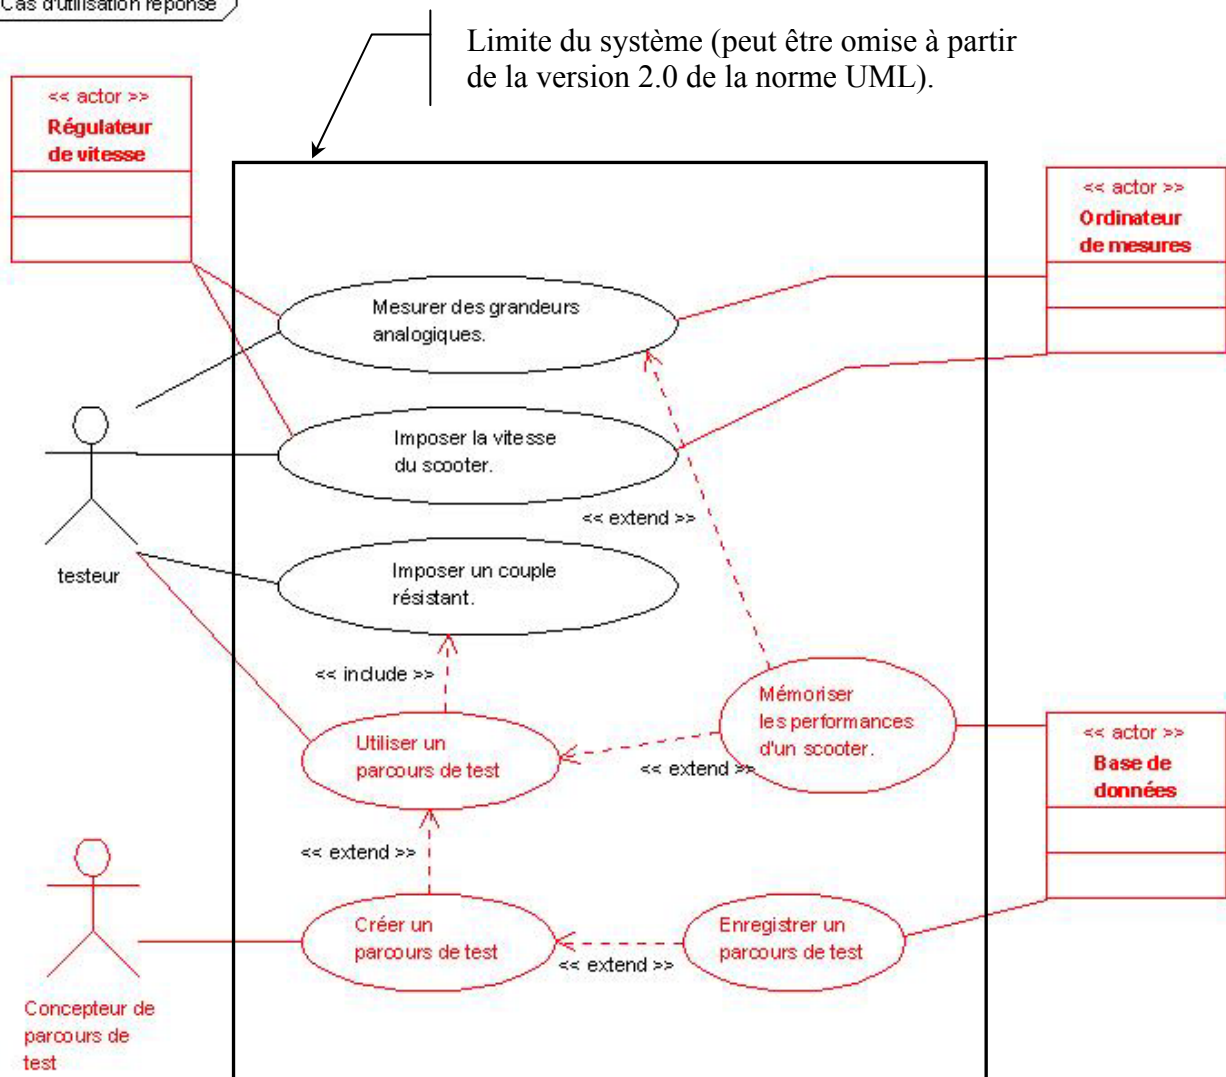 Cas d'utilisation réponse
Limite du système (peut être omise à partir
de la version 2.0 de la norme UML).
<< actor >>
Régulateur
de vitesse
<< actor >>
Ordinateur
de mesures
Mesurer des grandeurs
analogiques.
Imposer la vitesse
du scooter.
<< extend >>
testeur
Imposer un couple
résistant.
<< include >>
Mémoriser
les performances
d'un scooter.
Utiliser un
parcours de test
<< extend >>
<< actor >>
Base de
données
<< extend >>
Créer un
parcours de test
<< extend >>
Enregistrer un
parcours de test
Concepteur de
parcours de
test